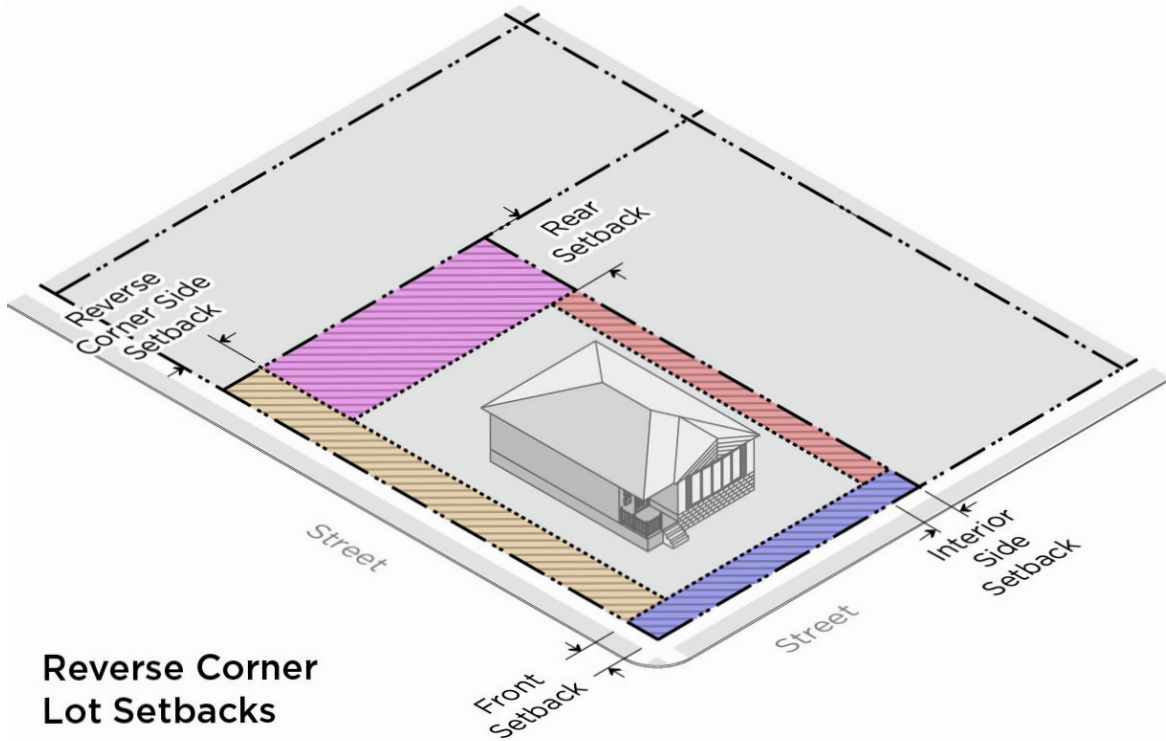 Rear
Setback
Reverse
Corner Side
Setback
Street
Interior
Side
Setback
Street
Front
Setback
Reverse Corner
Lot Setbacks